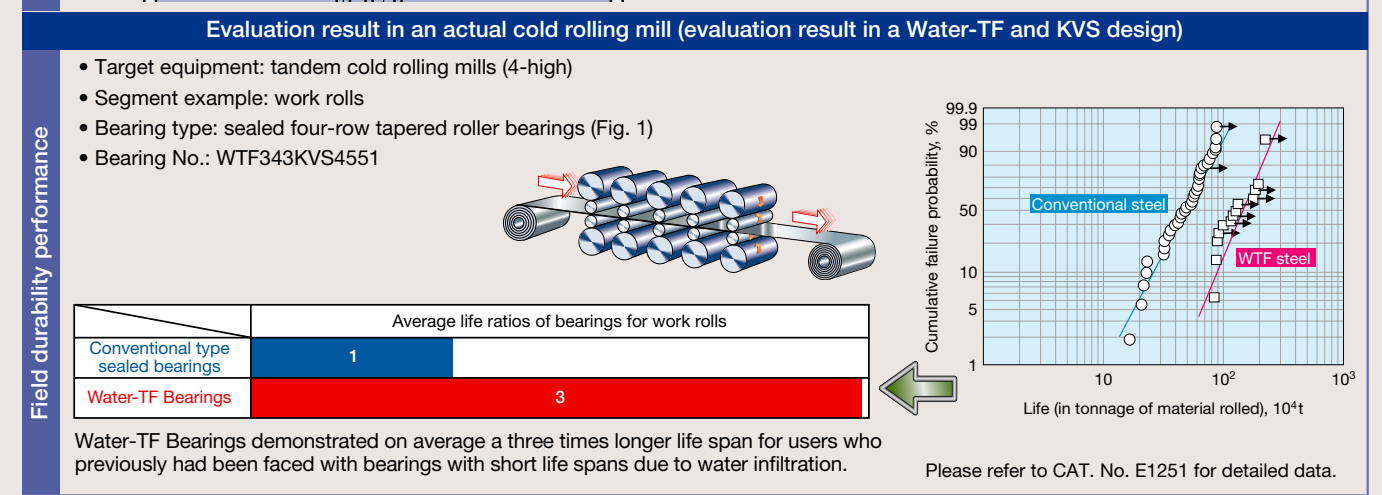 Evaluation result in an actual cold rolling mill (evaluation result in a Water-TF and KVS design)
Field durability performance
• Target equipment: tandem cold rolling mills (4-high)
• Segment example: work rolls
• Bearing type: sealed four-row tapered roller bearings (Fig. 1)
• Bearing No.: WTF343KVS4551
Average life ratios of bearings for work rolls
Conventional type
sealed bearings
1
Water-TF Bearings
3
Water-TF Bearings demonstrated on average a three times longer life span for users who
previously had been faced with bearings with short life spans due to water infiltration.
Cumulative failure probability, %
99.9
99
90
50
10
5
1
Conventional steel
WTF steel
10
10²
10³
Life (in tonnage of material rolled), 10⁴t
Please refer to CAT. No. E1251 for detailed data.